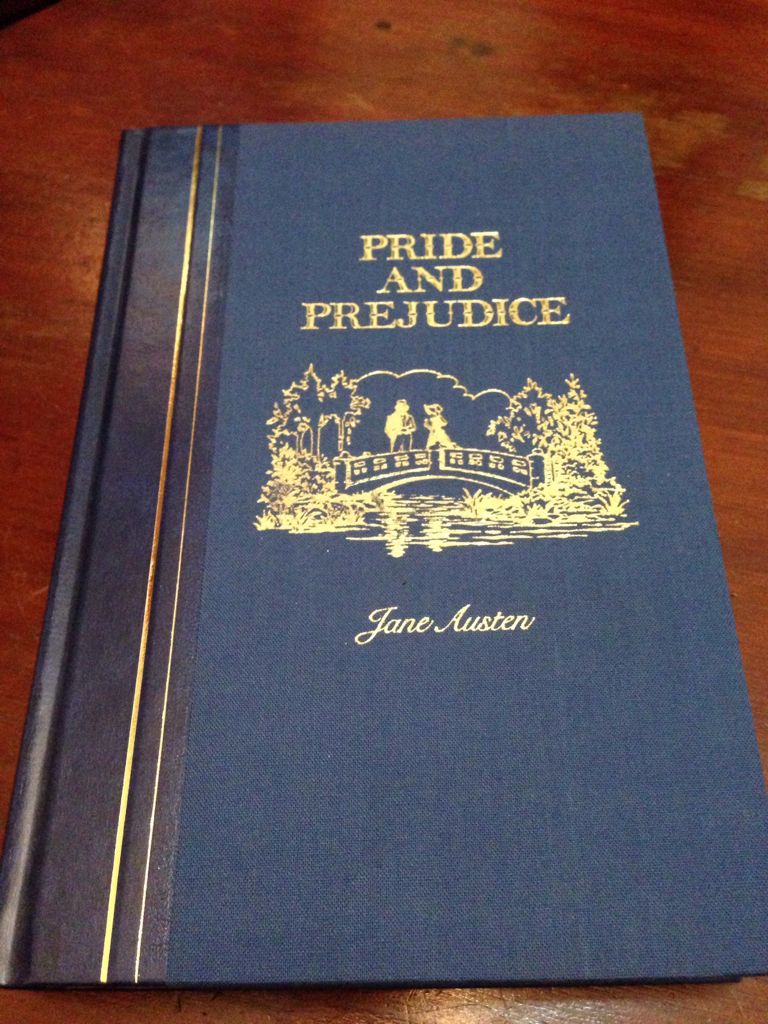 PRIDE
AND
PREJUDICE
Jane Austen